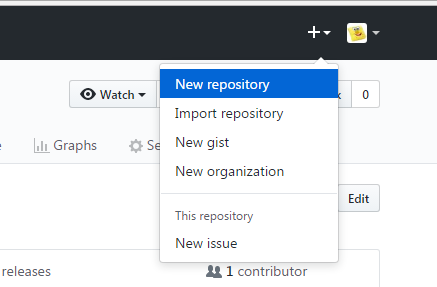 New repository
Watch
k 0
Import repository
Graphs
New gist
New organization
Edit
This repository
New issue
releases
1 contributor